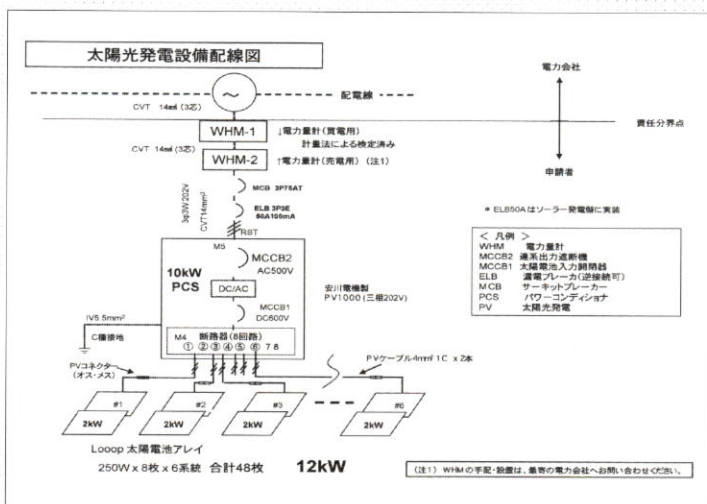 太陽光発電設備配線図
電力会社
配電線
CVT 14㎟ (3芯)
責任分界点
WHM-1
↓電力量計(買電用)
計量法による検定済み
CVT 14㎟ (3芯)
WHM-2
↑電力量計(売電用) (注1)
申請者
MCB 3P75AT
3φ3W202V
CVT14mm²
ELB 3P3E
50A100mA
* ELB50Aはソーラー発電側に実装
RST
M5
MCCB2
AC500V
10kW
PCS
DC/AC
安川電機製
PV1000 (三相202V)
MCCB1
DC600V
< 凡例 >
WHM 電力量計
MCCB2 連系出力遮断機
MCCB1 太陽電池入力開閉器
ELB 漏電ブレーカ(逆接続可)
MCB サーキットブレーカー
PCS パワーコンディショナ
PV 太陽光発電
IV5.5mm²
C種接地
M4 断路器(8回路)
① ② ③ ④ ⑤ ⑥ 7 8
PVコネクター
(オス・メス)
PVケーブル4mm² 1C x 2本
#1 #2 #3 #6
2kW 2kW 2kW 2kW
Looop 太陽電池アレイ
250W x 8枚 x 6系統 合計48枚 12kW
(注1) WHMの手配・設置は、最寄の電力会社へお問い合わせください。